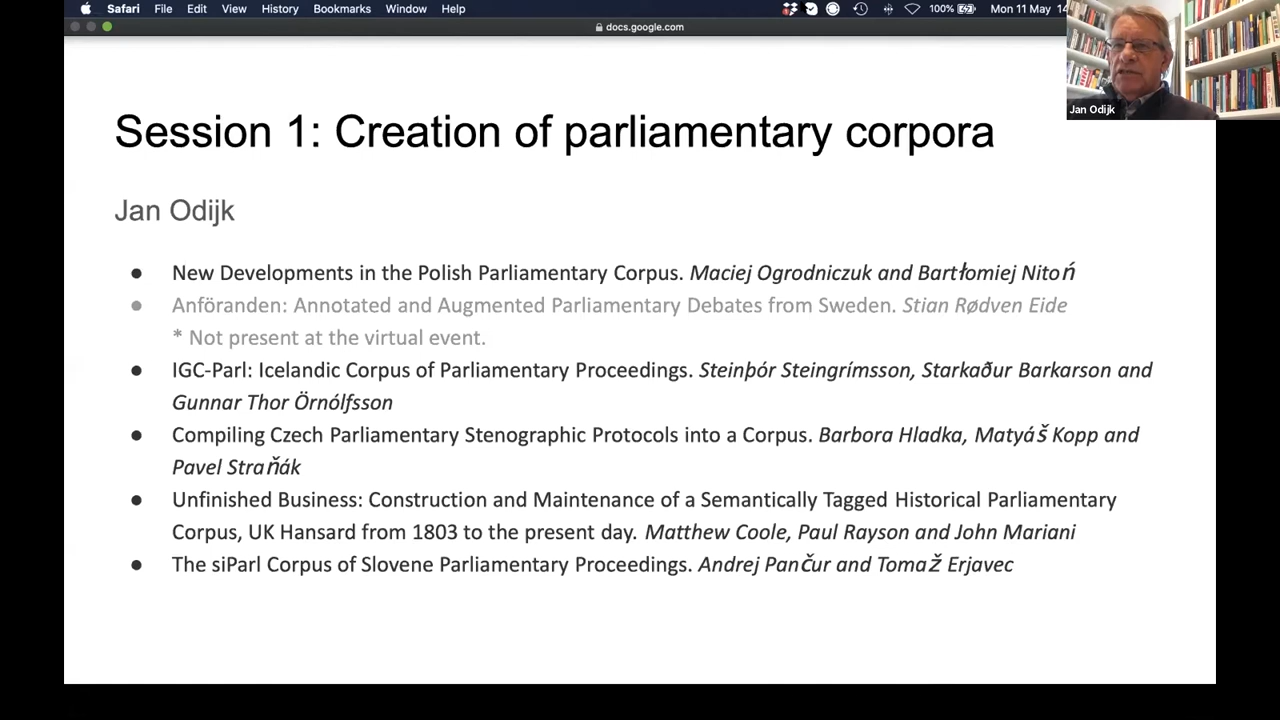 Safari File Edit View History Bookmarks Window Help 100% Mon 11 May 14
docs.google.com
Jan Odijk
Session 1: Creation of parliamentary corpora
Jan Odijk
● New Developments in the Polish Parliamentary Corpus. Maciej Ogrodniczuk and Bartłomiej Nitoń
● Anföranden: Annotated and Augmented Parliamentary Debates from Sweden. Stian Rødven Eide
* Not present at the virtual event.
● IGC-Parl: Icelandic Corpus of Parliamentary Proceedings. Steinþór Steingrímsson, Starkaður Barkarson and
Gunnar Thor Örnólfsson
● Compiling Czech Parliamentary Stenographic Protocols into a Corpus. Barbora Hladka, Matyáš Kopp and
Pavel Straňák
● Unfinished Business: Construction and Maintenance of a Semantically Tagged Historical Parliamentary
Corpus, UK Hansard from 1803 to the present day. Matthew Coole, Paul Rayson and John Mariani
● The siParl Corpus of Slovene Parliamentary Proceedings. Andrej Pančur and Tomaž Erjavec